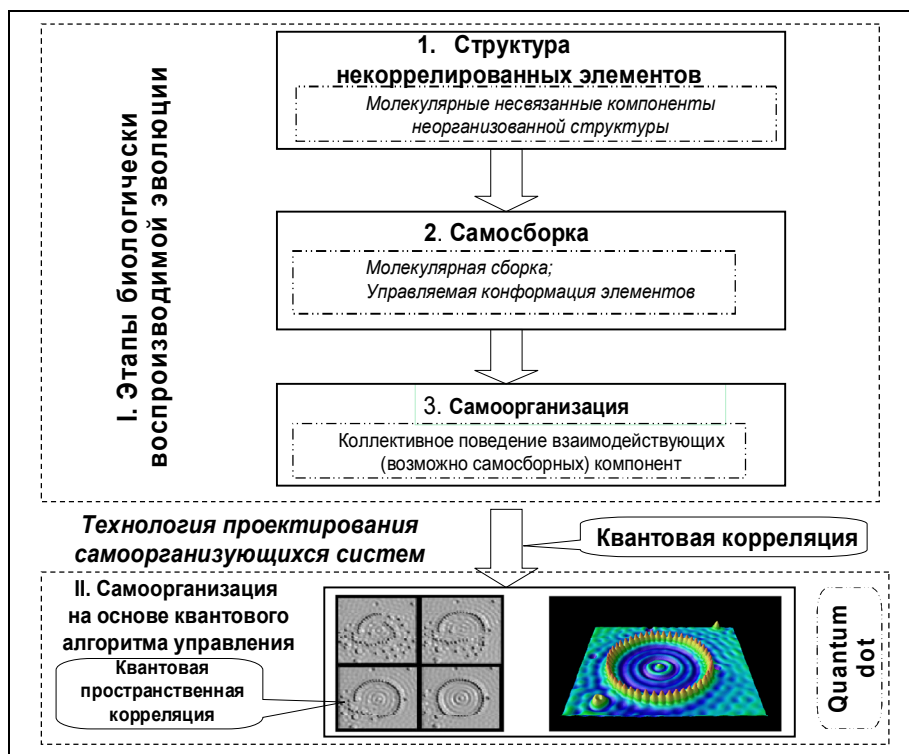 I. Этапы биологически
воспроизводимой эволюции
1. Структура
некоррелированных элементов
Молекулярные несвязанные компоненты
неорганизованной структуры
2. Самосборка
Молекулярная сборка;
Управляемая конформация элементов
3. Самоорганизация
Коллективное поведение взаимодействующих
(возможно самосборных) компонент
Технология проектирования
самоорганизующихся систем
Квантовая корреляция
II. Самоорганизация
на основе квантового
алгоритма управления
Квантовая
пространственная
корреляция
Quantum
dot